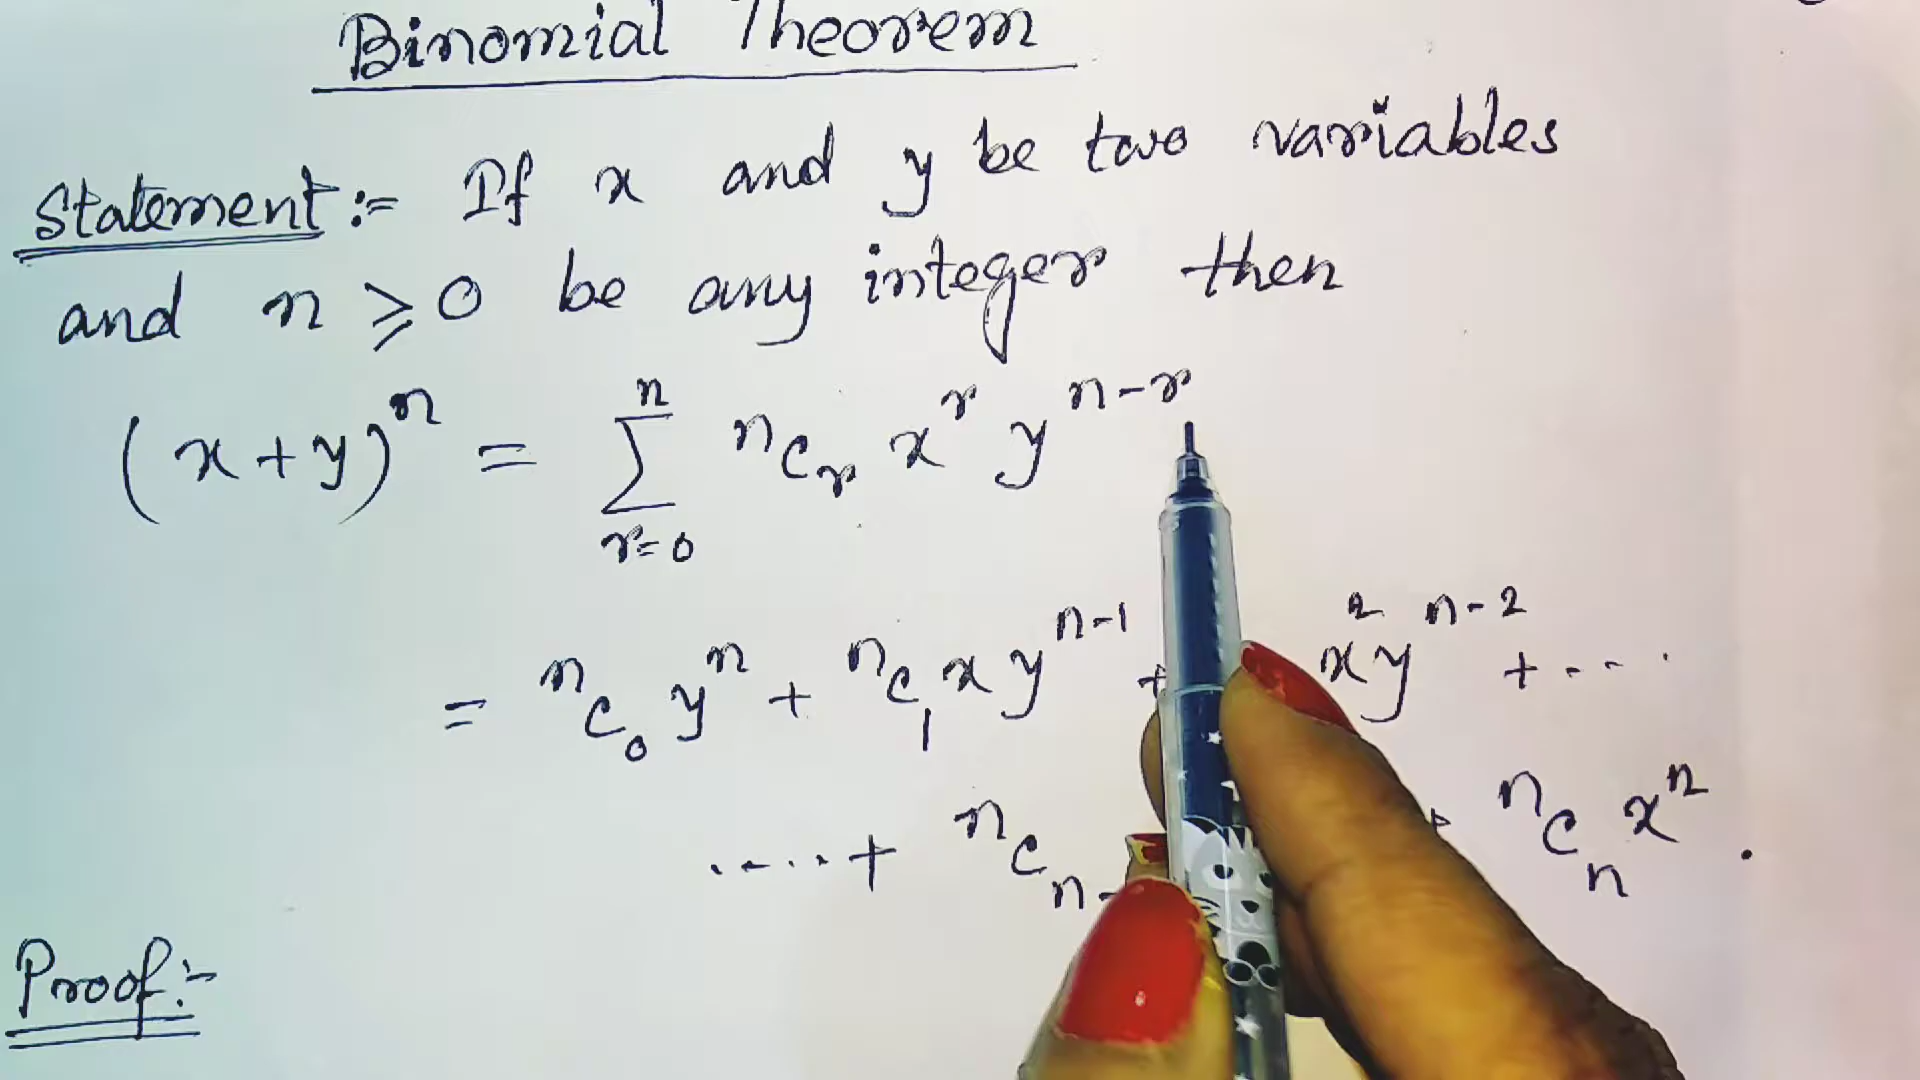 Binomial Theorem
Statement:- If x and y be two variables
and n ≥ 0 be any integer then
(x+y)^n = ∑_{r=0}^{n} ^nC_r x^r y^{n-r}
= ^nC_0 y^n + ^nC_1 x y^{n-1} + x^2 y^{n-2} + ...
.....+ ^nC_{n- ^nC_n x^n .
Proof:-